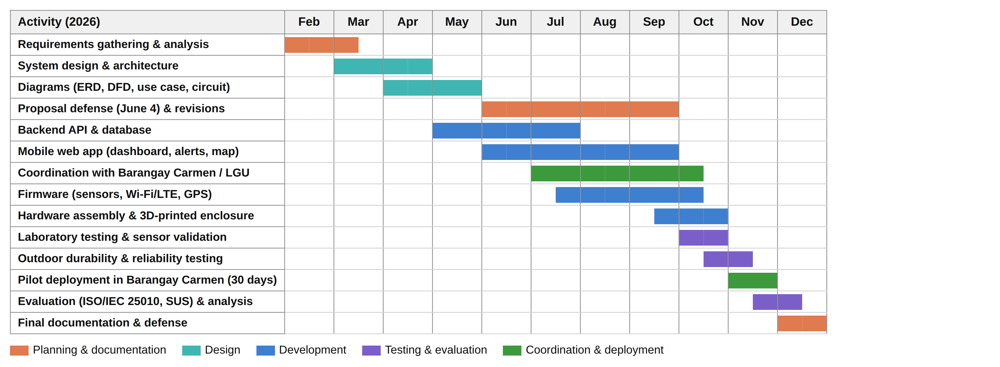 Activity (2026) Feb Mar Apr May Jun Jul Aug Sep Oct Nov Dec
Requirements gathering & analysis
System design & architecture
Diagrams (ERD, DFD, use case, circuit)
Proposal defense (June 4) & revisions
Backend API & database
Mobile web app (dashboard, alerts, map)
Coordination with Barangay Carmen / LGU
Firmware (sensors, Wi-Fi/LTE, GPS)
Hardware assembly & 3D-printed enclosure
Laboratory testing & sensor validation
Outdoor durability & reliability testing
Pilot deployment in Barangay Carmen (30 days)
Evaluation (ISO/IEC 25010, SUS) & analysis
Final documentation & defense
Planning & documentation Design Development Testing & evaluation Coordination & deployment